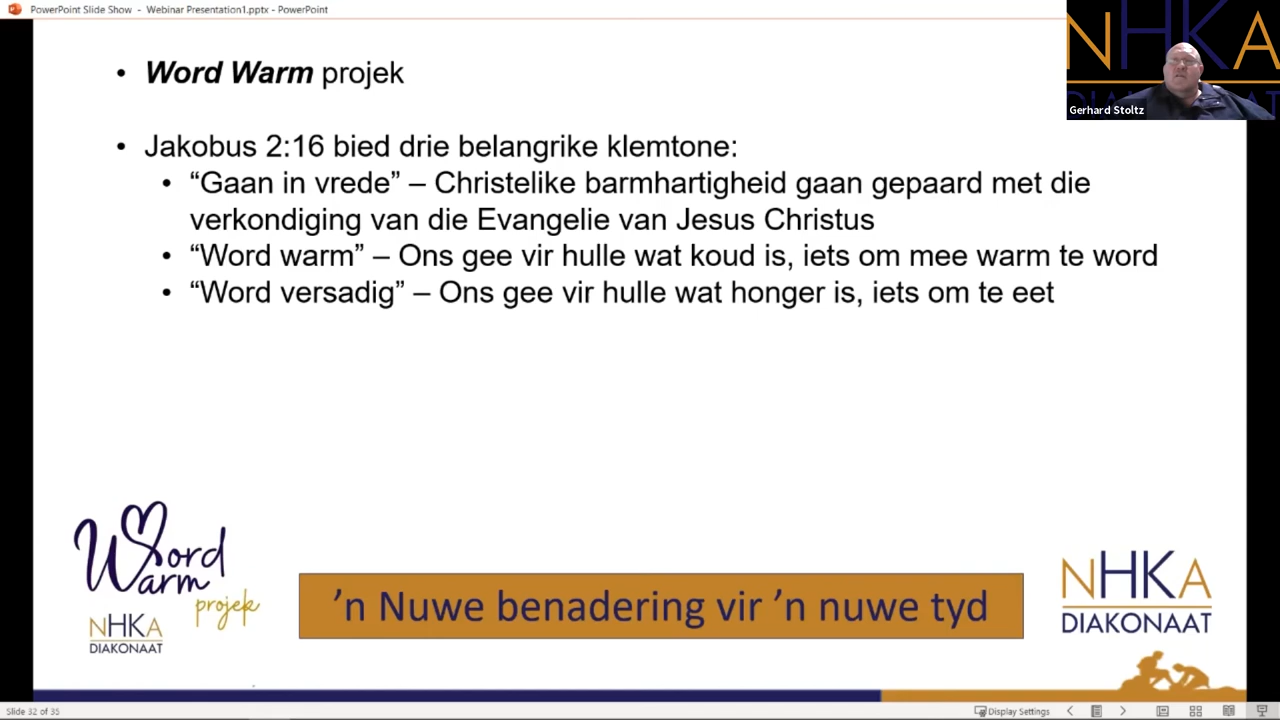 PowerPoint Slide Show - Webinar Presentation1.pptx - PowerPoint
NHKA
DIAKONAAT
Gerhard Stoltz
• Word Warm projek
• Jakobus 2:16 bied drie belangrike klemtone:
• “Gaan in vrede” – Christelike barmhartigheid gaan gepaard met die
verkondiging van die Evangelie van Jesus Christus
• “Word warm” – Ons gee vir hulle wat koud is, iets om mee warm te word
• “Word versadig” – Ons gee vir hulle wat honger is, iets om te eet
Word
Warm
projek
NHKA
DIAKONAAT
’n Nuwe benadering vir ’n nuwe tyd
NHKA
DIAKONAAT
Slide 32 of 35
Display Settings